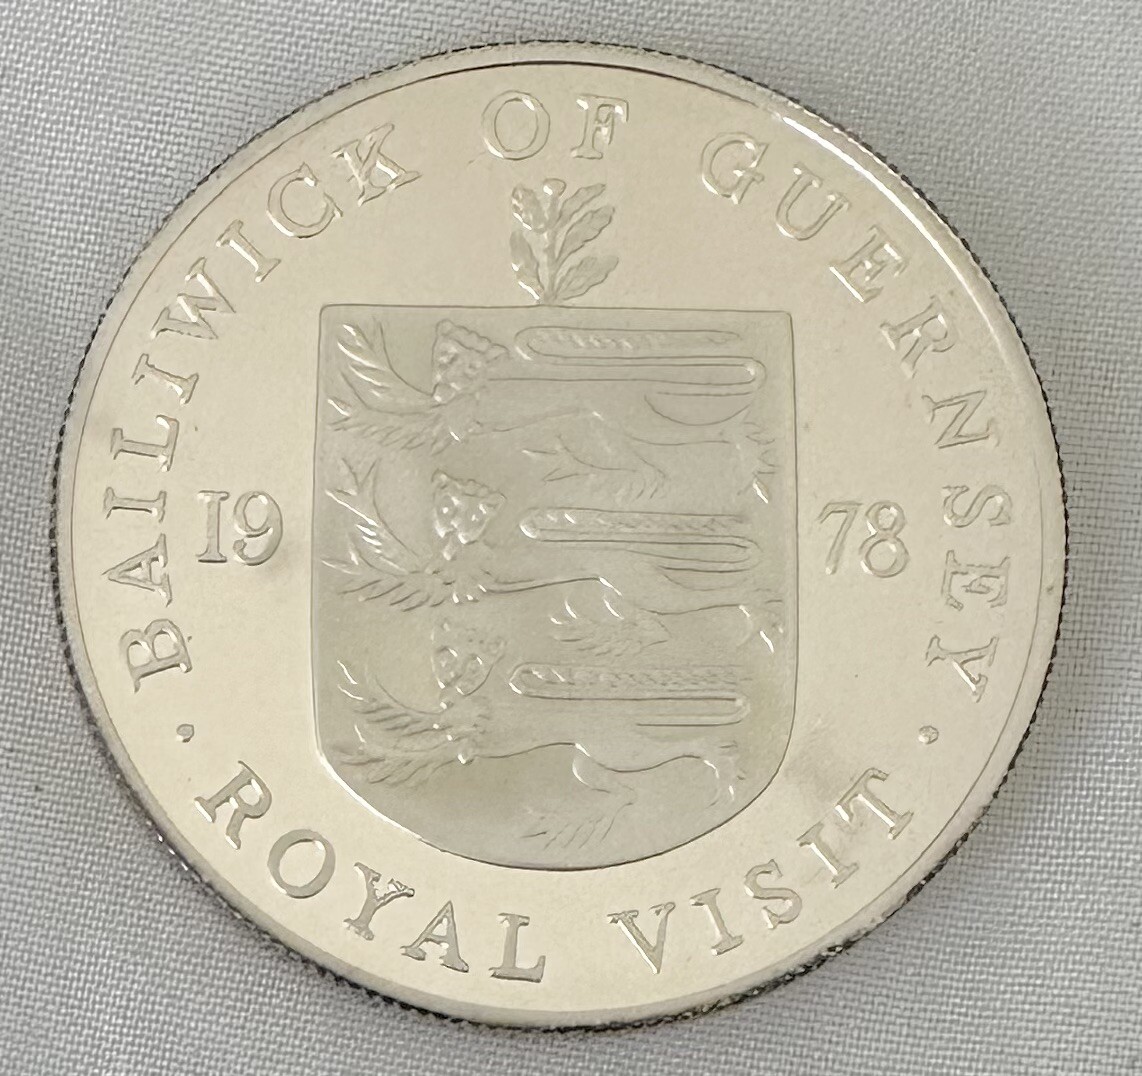 BAILIWICK OF GUERNSEY
19 78
· ROYAL VISIT ·